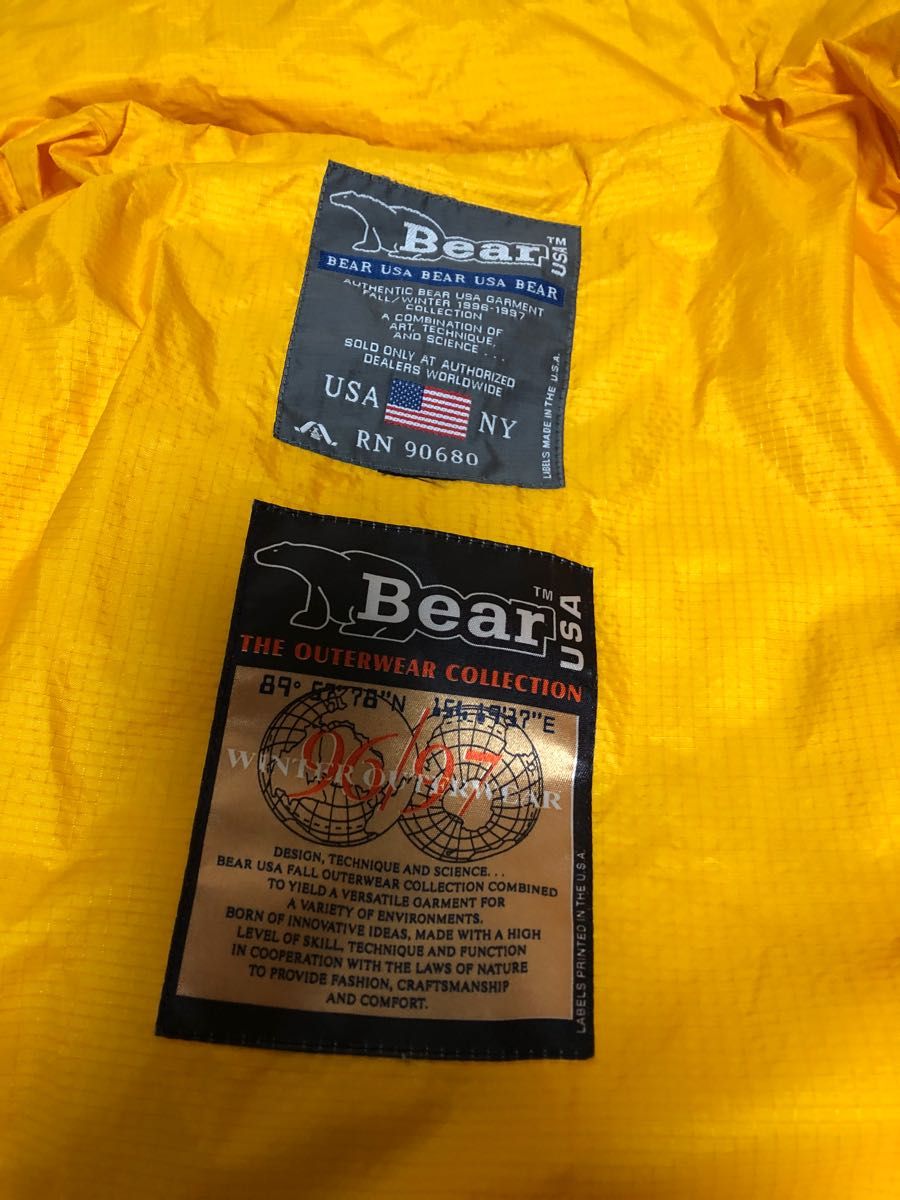 Bear™ USA
BEAR USA BEAR USA BEAR
AUTHENTIC BEAR USA GARMENT
FALL/WINTER 1996-1997
COLLECTION
A COMBINATION OF
ART, TECHNIQUE,
AND SCIENCE...
SOLD ONLY AT AUTHORIZED
DEALERS WORLDWIDE
USA NY
RN 90680
LABELS MADE IN THE U.S.A.
Bear™ USA
THE OUTERWEAR COLLECTION
96/97
WINTER OUTERWEAR
DESIGN, TECHNIQUE AND SCIENCE...
BEAR USA FALL OUTERWEAR COLLECTION COMBINED
TO YIELD A VERSATILE GARMENT FOR
A VARIETY OF ENVIRONMENTS.
BORN OF INNOVATIVE IDEAS, MADE WITH A HIGH
LEVEL OF SKILL, TECHNIQUE AND FUNCTION
IN COOPERATION WITH THE LAWS OF NATURE
TO PROVIDE FASHION, CRAFTSMANSHIP
AND COMFORT.
LABELS PRINTED IN THE U.S.A.